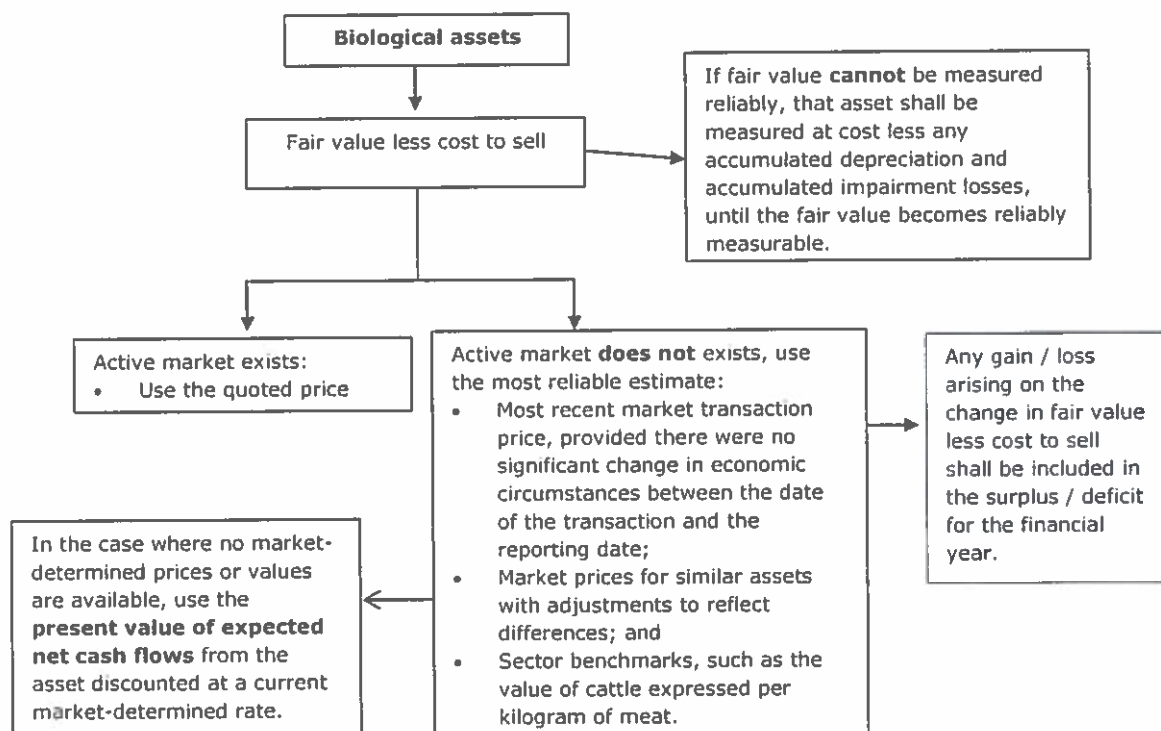 Biological assets
If fair value cannot be measured
reliably, that asset shall be
measured at cost less any
accumulated depreciation and
accumulated impairment losses,
until the fair value becomes reliably
measurable.
Fair value less cost to sell
Active market exists:
• Use the quoted price
Active market does not exists, use
the most reliable estimate:
• Most recent market transaction
price, provided there were no
significant change in economic
circumstances between the date
of the transaction and the
reporting date;
• Market prices for similar assets
with adjustments to reflect
differences; and
• Sector benchmarks, such as the
value of cattle expressed per
kilogram of meat.
Any gain / loss
arising on the
change in fair value
less cost to sell
shall be included in
the surplus / deficit
for the financial
year.
In the case where no market-
determined prices or values
are available, use the
present value of expected
net cash flows from the
asset discounted at a current
market-determined rate.